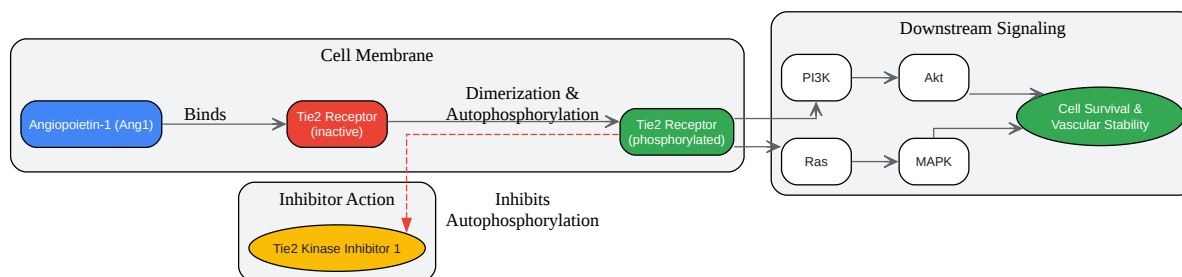 Downstream Signaling
Cell Membrane
PI3K
Akt
Dimerization &
Autophosphorylation
Binds
Angiopoietin-1 (Ang1)
Tie2 Receptor
(inactive)
Tie2 Receptor
(phosphorylated)
Cell Survival &
Vascular Stability
Ras
MAPK
Inhibitor Action
Inhibits
Autophosphorylation
Tie2 Kinase Inhibitor 1